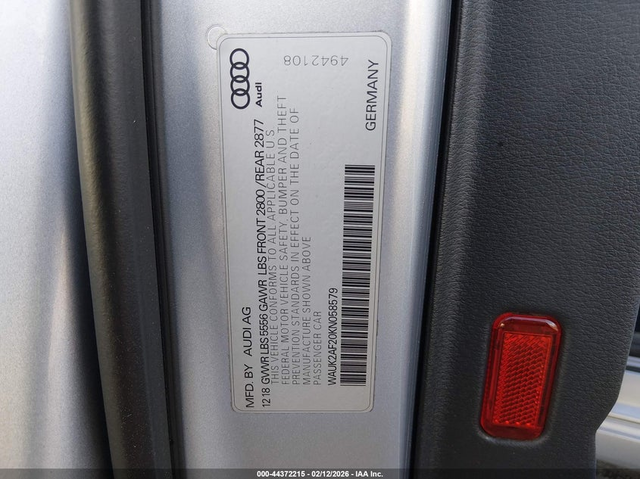 Audi
4942108
MFD. BY AUDI AG
GERMANY
12 18 GVWR LBS 5556 GAWR LBS FRONT 2800 / REAR 2877
THIS VEHICLE CONFORMS TO ALL APPLICABLE U S
FEDERAL MOTOR VEHICLE SAFETY, BUMPER AND THEFT
PREVENTION STANDARDS IN EFFECT ON THE DATE OF
MANUFACTURE SHOWN ABOVE
PASSENGER CAR
WAUK2AF20KN058579
000-44372215 - 02/12/2026 - IAA Inc.